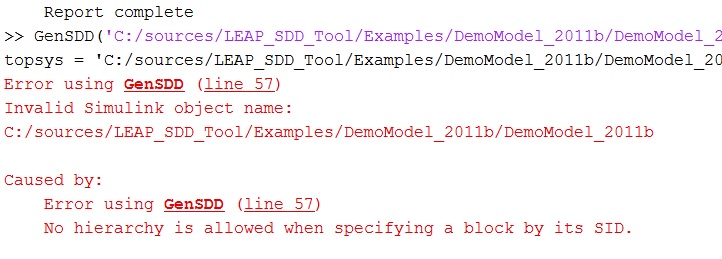 Report complete
>> GenSDD('C:/sources/LEAP_SDD_Tool/Examples/DemoModel_2011b/DemoModel_2
topsys = 'C:/sources/LEAP_SDD_Tool/Examples/DemoModel_2011b/DemoModel_20
Error using GenSDD (line 57)
Invalid Simulink object name:
C:/sources/LEAP_SDD_Tool/Examples/DemoModel_2011b/DemoModel_2011b
Caused by:
Error using GenSDD (line 57)
No hierarchy is allowed when specifying a block by its SID.